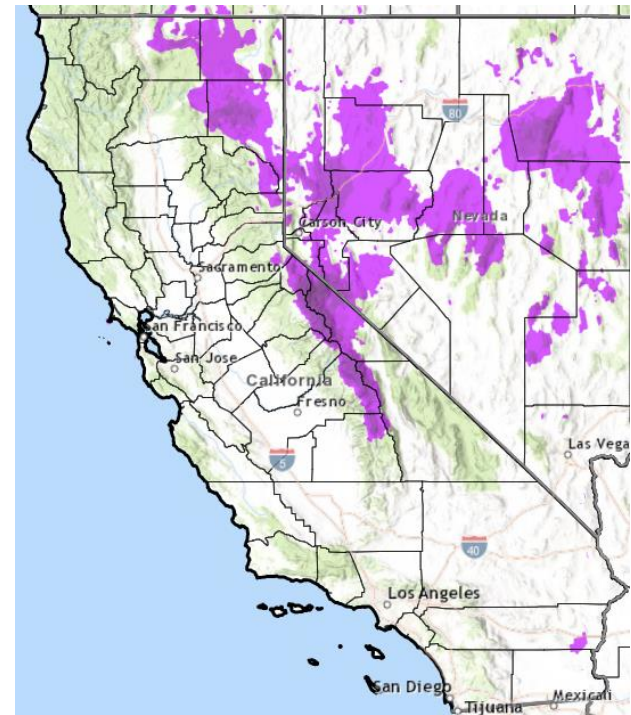 80
Carson City
Nevada
Sacramento
San Francisco
San Jose
California
Fresno
5
Las Vega
40
Los Angeles
San Diego
Mexicali
Tijuana